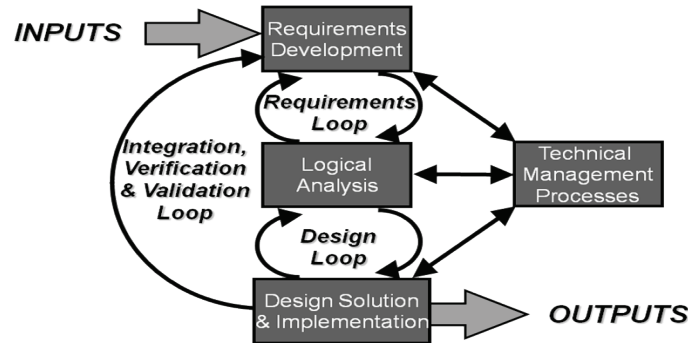 INPUTS
Requirements
Development
Requirements
Loop
Integration,
Verification
& Validation
Loop
Logical
Analysis
Technical
Management
Processes
Design
Loop
Design Solution
& Implementation
OUTPUTS